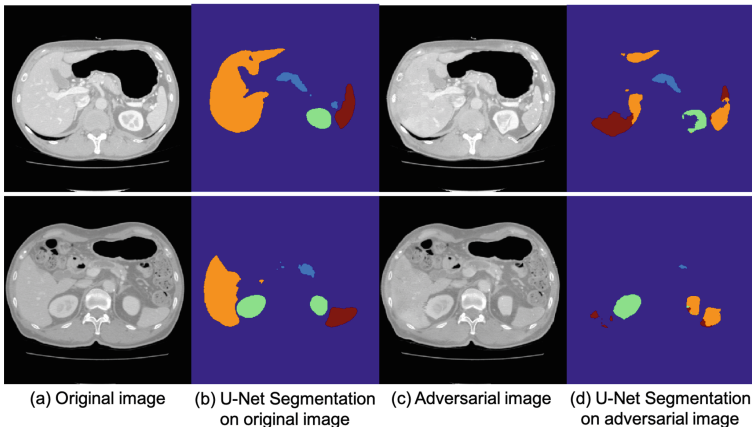 (a) Original image
(b) U-Net Segmentation
on original image
(c) Adversarial image
(d) U-Net Segmentation
on adversarial image